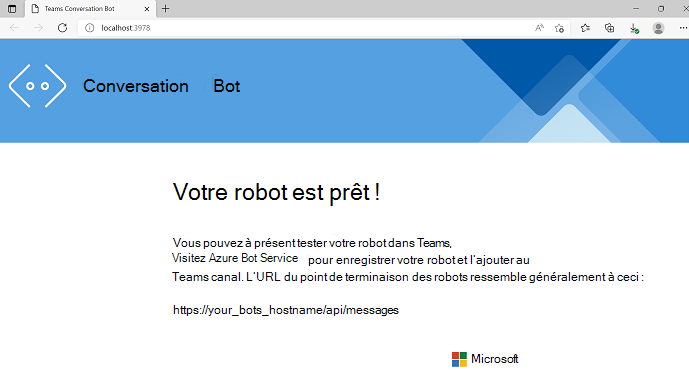 Teams Conversation Bot
localhost:3978
Conversation Bot
Votre robot est prêt !
Vous pouvez à présent tester votre robot dans Teams,
Visitez Azure Bot Service pour enregistrer votre robot et l'ajouter au
Teams canal. L'URL du point de terminaison des robots ressemble généralement à ceci :
https://your_bots_hostname/api/messages
Microsoft